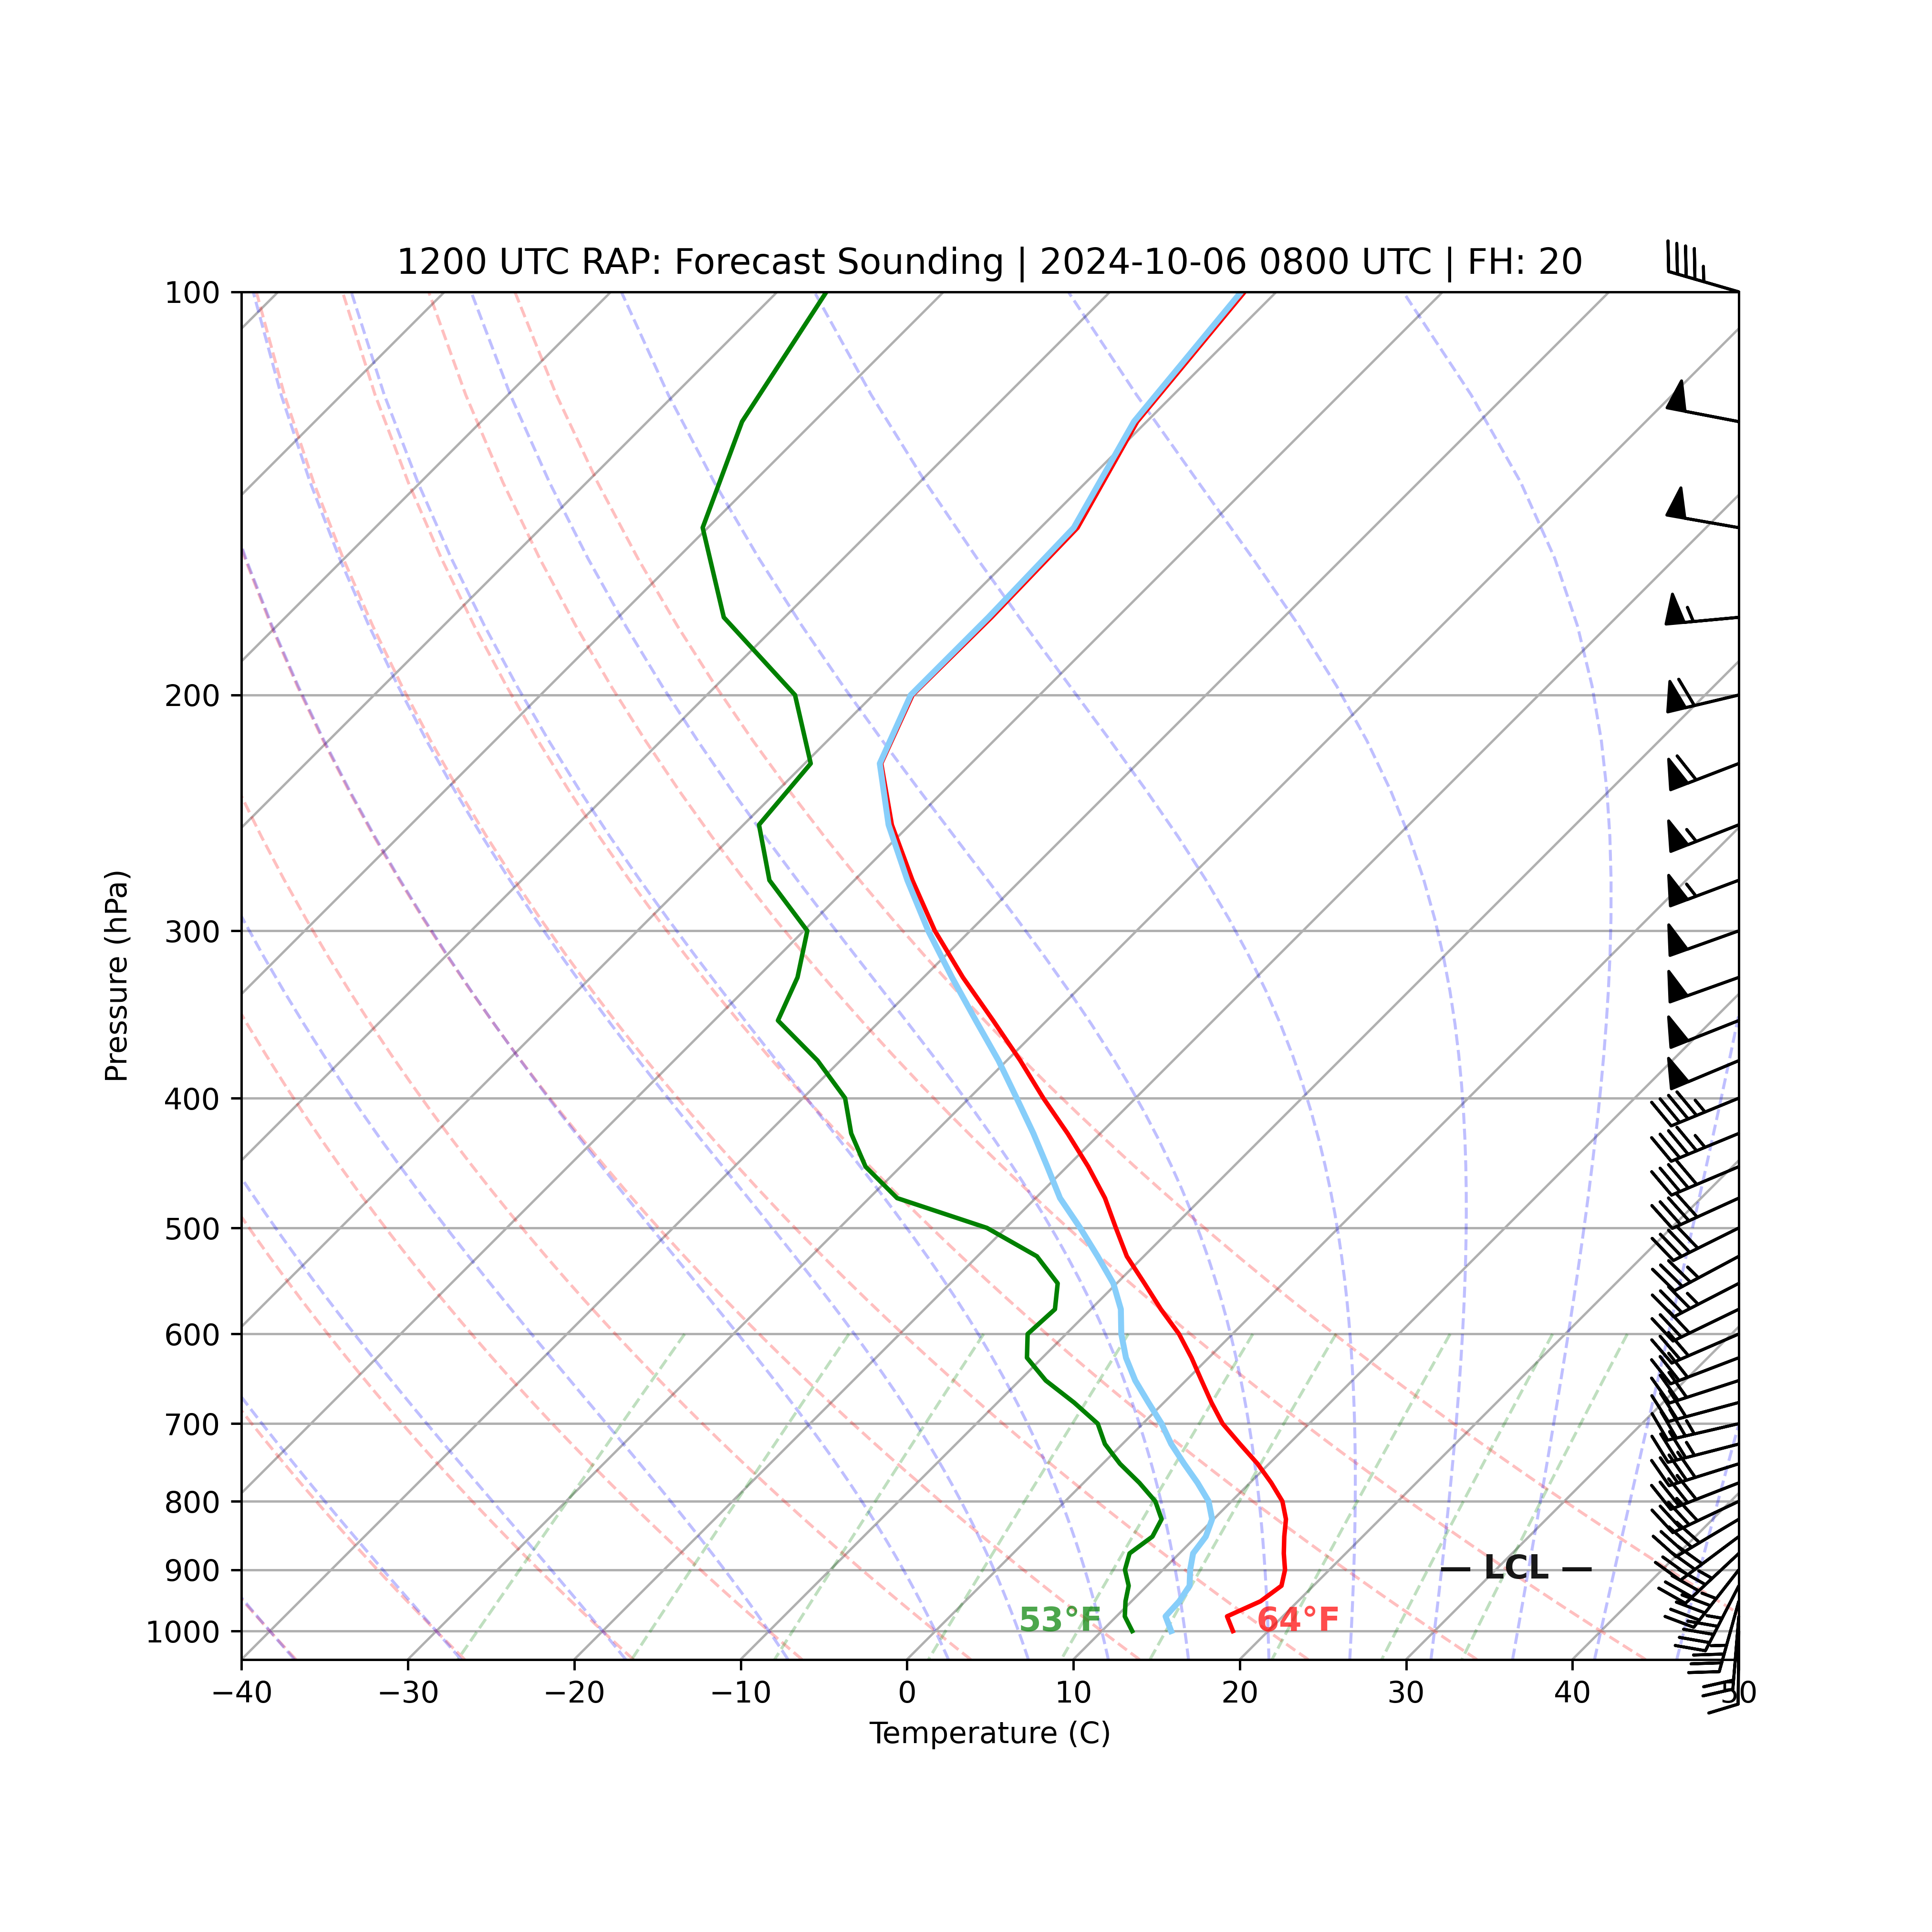 1200 UTC RAP: Forecast Sounding | 2024-10-06 0800 UTC | FH: 20
100
200
300
400
500
600
700
800
900
1000
Pressure (hPa)
— LCL —
53°F
64°F
−40 −30 −20 −10 0 10 20 30 40 50
Temperature (C)